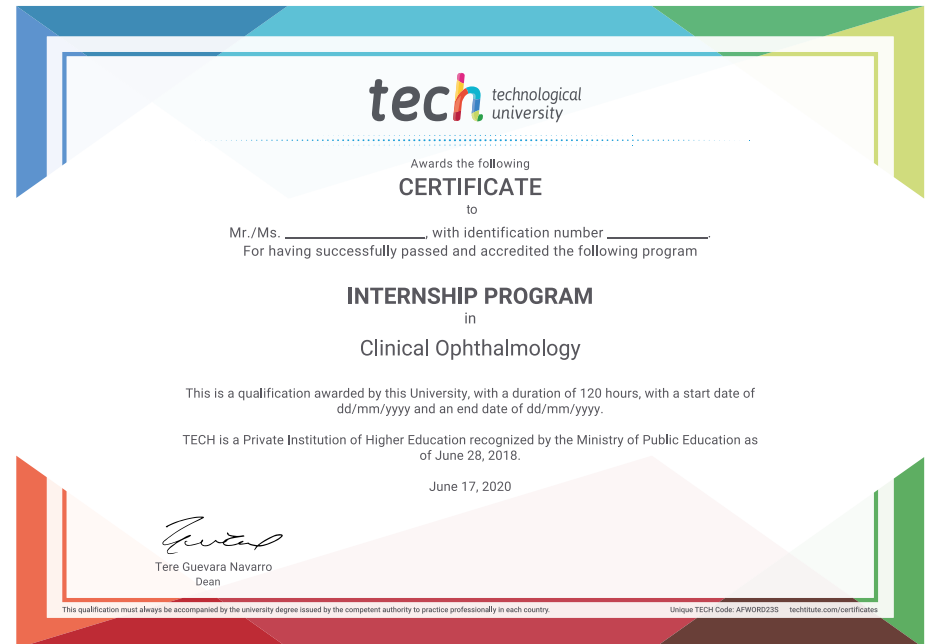 tech technological
university
Awards the following
CERTIFICATE
to
Mr./Ms. ____________________, with identification number ______________.
For having successfully passed and accredited the following program
INTERNSHIP PROGRAM
in
Clinical Ophthalmology
This is a qualification awarded by this University, with a duration of 120 hours, with a start date of
dd/mm/yyyy and an end date of dd/mm/yyyy.
TECH is a Private Institution of Higher Education recognized by the Ministry of Public Education as
of June 28, 2018.
June 17, 2020
Tere Guevara Navarro
Dean
This qualification must always be accompanied by the university degree issued by the competent authority to practice professionally in each country. Unique TECH Code: AFWORD23S techtitute.com/certificates